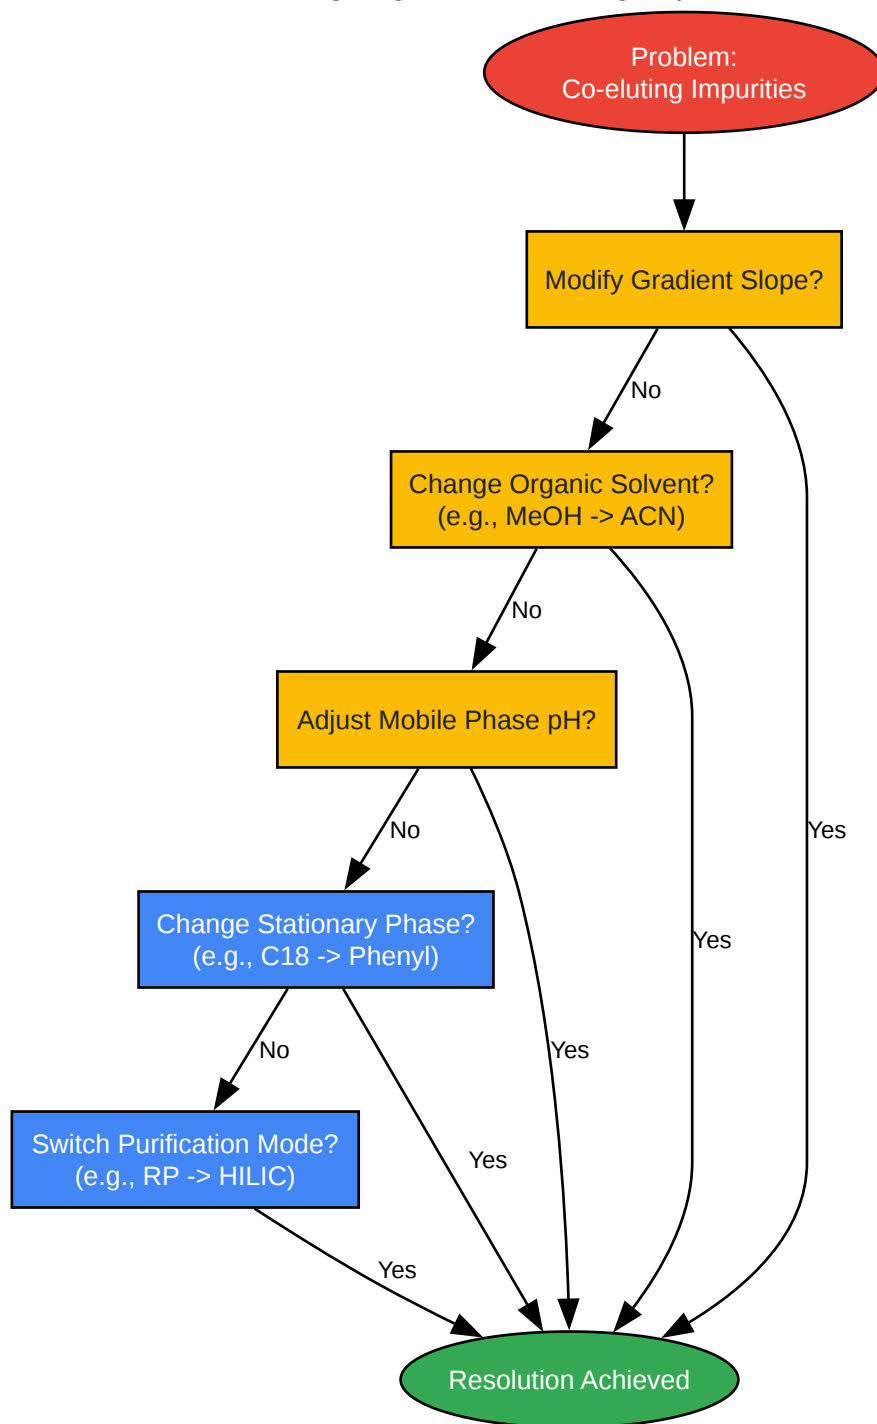 Problem:
Co-eluting Impurities
Modify Gradient Slope?
No
Change Organic Solvent?
(e.g., MeOH -> ACN)
No
Adjust Mobile Phase pH?
No
Yes
Change Stationary Phase?
(e.g., C18 -> Phenyl)
Yes
No
Yes
Switch Purification Mode?
(e.g., RP -> HILIC)
Yes
Yes
Resolution Achieved